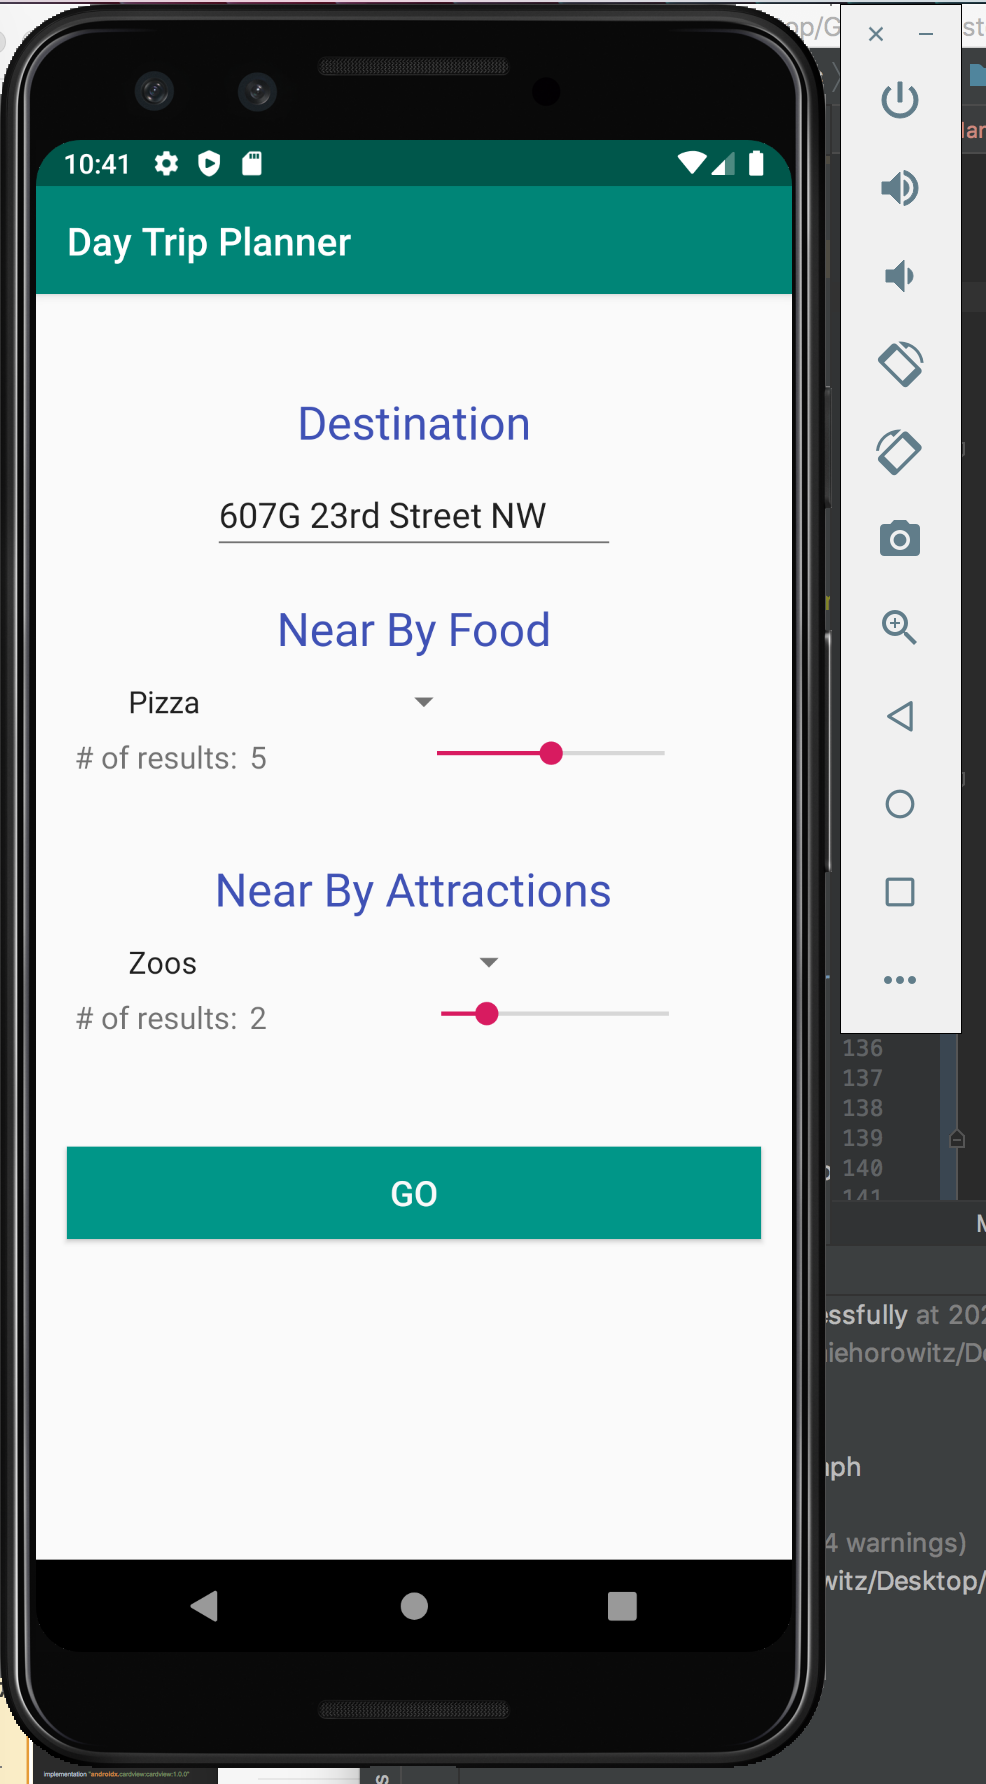 10:41
Day Trip Planner
Destination
607G 23rd Street NW
Near By Food
Pizza
# of results: 5
Near By Attractions
Zoos
# of results: 2
GO
136
137
138
139
140
141
essfully at 202
iehorowitz/De
aph
4 warnings)
witz/Desktop/
implementation "androidx.cardview:cardview:1.0.0"